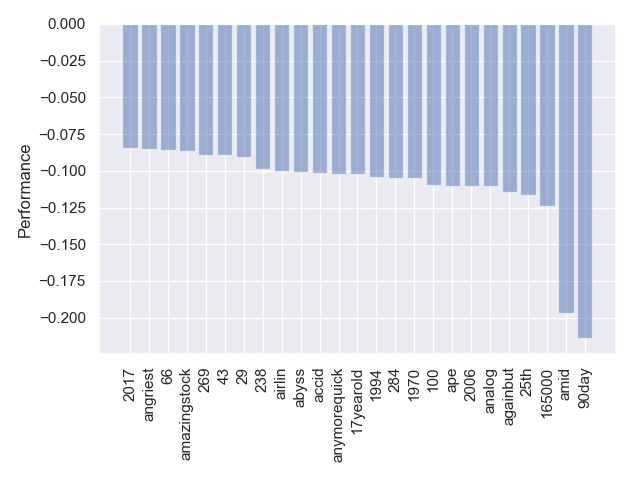 0.000
−0.025
−0.050
−0.075
−0.100
−0.125
−0.150
−0.175
−0.200
Performance
2017
angriest
66
amazingstock
269
43
29
238
airlin
abyss
accid
anymorequick
17yearold
1994
284
1970
100
ape
2006
analog
againbut
25th
165000
amid
90day